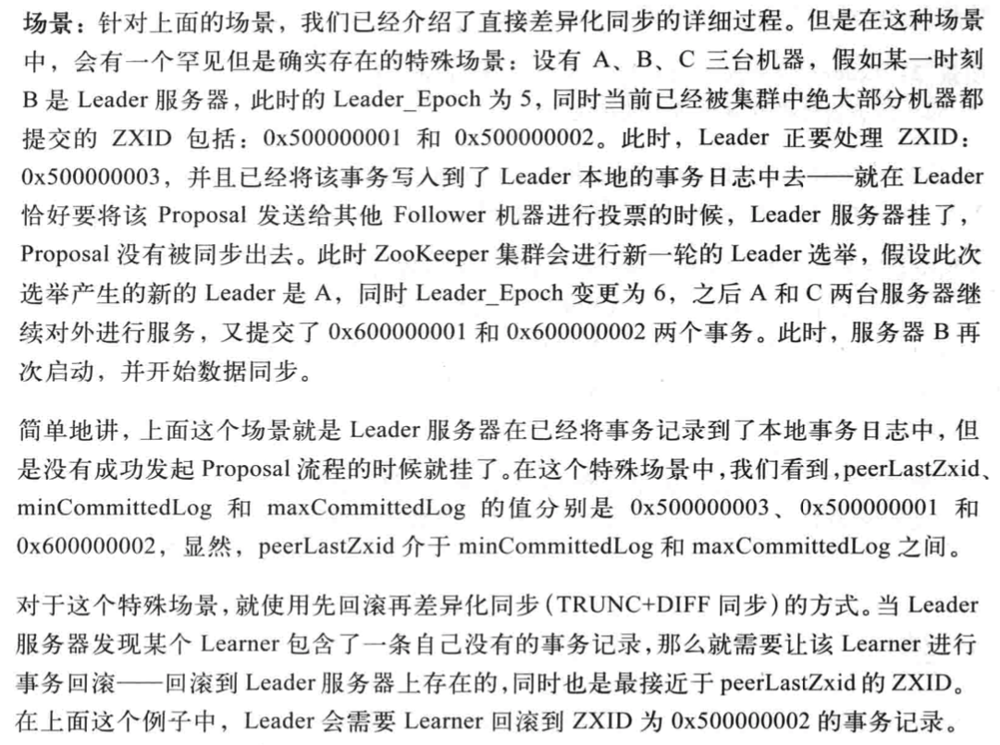 场景：针对上面的场景，我们已经介绍了直接差异化同步的详细过程。但是在这种场景
中，会有一个罕见但是确实存在的特殊场景：设有 A、B、C 三台机器，假如某一时刻
B 是 Leader 服务器，此时的 Leader_Epoch 为 5，同时当前已经被集群中绝大部分机器都
提交的 ZXID 包括：0x500000001 和 0x500000002。此时，Leader 正要处理 ZXID：
0x500000003，并且已经将该事务写入到了 Leader 本地的事务日志中去——就在 Leader
恰好要将该 Proposal 发送给其他 Follower 机器进行投票的时候，Leader 服务器挂了，
Proposal 没有被同步出去。此时 ZooKeeper 集群会进行新一轮的 Leader 选举，假设此次
选举产生的新的 Leader 是 A，同时 Leader_Epoch 变更为 6，之后 A 和 C 两台服务器继
续对外进行服务，又提交了 0x600000001 和 0x600000002 两个事务。此时，服务器 B 再
次启动，并开始数据同步。
简单地讲，上面这个场景就是 Leader 服务器在已经将事务记录到了本地事务日志中，但
是没有成功发起 Proposal 流程的时候就挂了。在这个特殊场景中，我们看到，peerLastZxid、
minCommittedLog 和 maxCommittedLog 的值分别是 0x500000003、0x500000001 和
0x600000002，显然，peerLastZxid 介于 minCommittedLog 和 maxCommittedLog 之间。
对于这个特殊场景，就使用先回滚再差异化同步（TRUNC+DIFF 同步）的方式。当 Leader
服务器发现某个 Learner 包含了一条自己没有的事务记录，那么就需要让该 Learner 进行
事务回滚——回滚到 Leader 服务器上存在的，同时也是最接近于 peerLastZxid 的 ZXID。
在上面这个例子中，Leader 会需要 Learner 回滚到 ZXID 为 0x500000002 的事务记录。